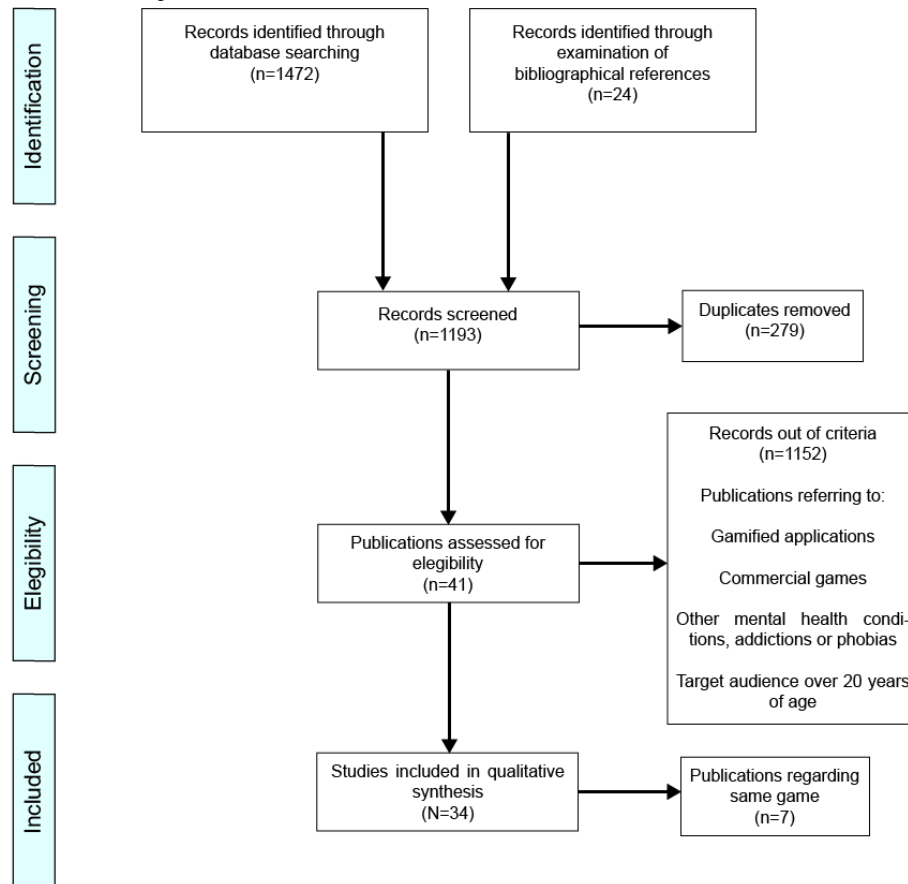 Identification
Records identified through
database searching
(n=1472)
Records identified through
examination of
bibliographical references
(n=24)
Screening
Records screened
(n=1193)
Duplicates removed
(n=279)
Elegibility
Publications assessed for
elegibility
(n=41)
Records out of criteria
(n=1152)
Publications referring to:
Gamified applications
Commercial games
Other mental health condi-
tions, addictions or phobias
Target audience over 20 years
of age
Included
Studies included in qualitative
synthesis
(N=34)
Publications regarding
same game
(n=7)